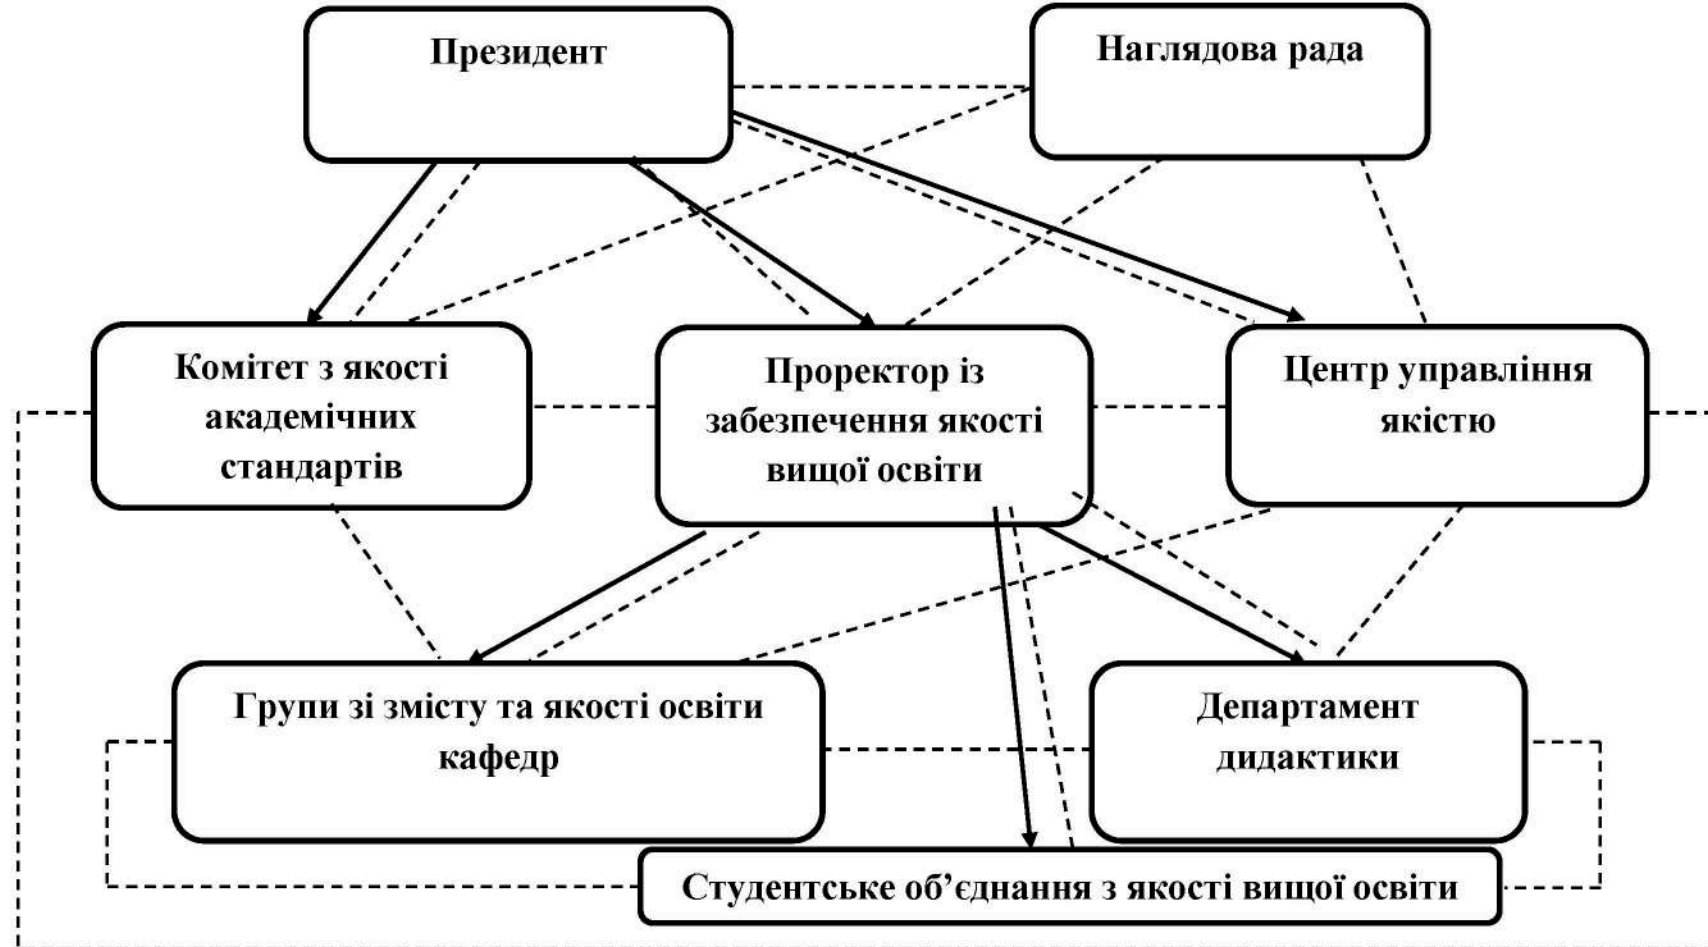 Президент
Наглядова рада
Комітет з якості
академічних
стандартів
Проректор із
забезпечення якості
вищої освіти
Центр управління
якістю
Групи зі змісту та якості освіти
кафедр
Департамент
дидактики
Студентське об’єднання з якості вищої освіти